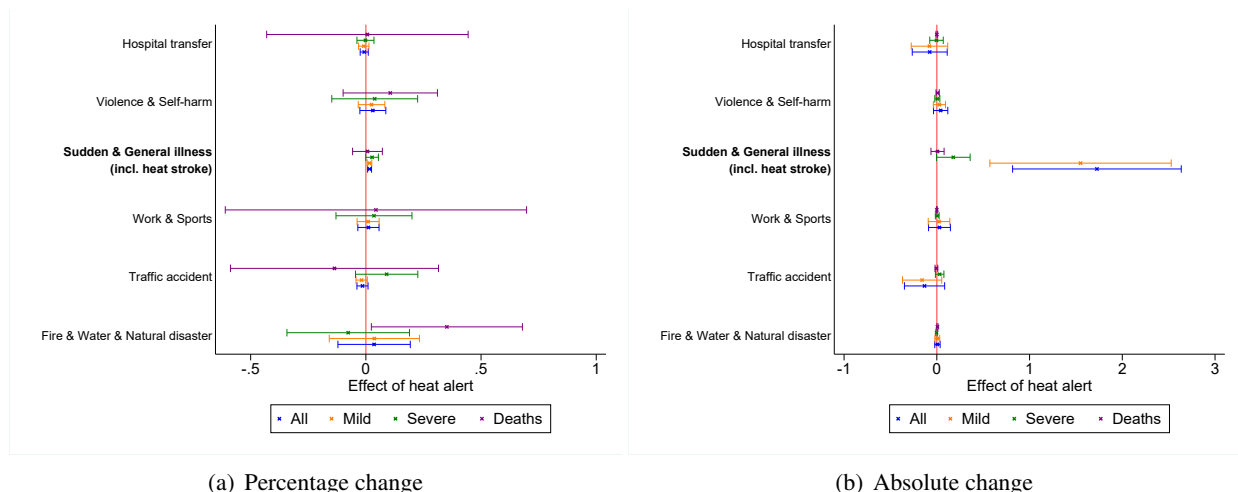 Hospital transfer
Violence & Self-harm
Sudden & General illness
(incl. heat stroke)
Work & Sports
Traffic accident
Fire & Water & Natural disaster
-.5 0 .5 1
Effect of heat alert
All Mild Severe Deaths
(a) Percentage change
Hospital transfer
Violence & Self-harm
Sudden & General illness
(incl. heat stroke)
Work & Sports
Traffic accident
Fire & Water & Natural disaster
-1 0 1 2 3
Effect of heat alert
All Mild Severe Deaths
(b) Absolute change